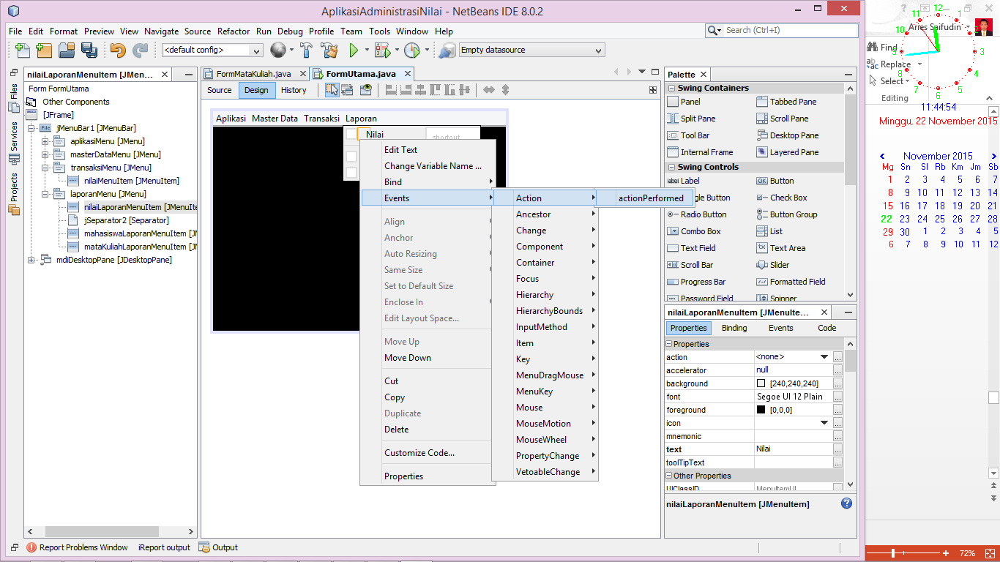 AplikasiAdministrasiNilai - NetBeans IDE 8.0.2
File Edit Format Preview View Navigate Source Refactor Run Debug Profile Team Tools Window Help
Search (Ctrl+I)
<default config>
Empty datasource
nilaiLaporanMenuItem [JMenu...
Form FormUtama
Other Components
[JFrame]
jMenuBar1 [JMenuBar]
aplikasiMenu [JMenu]
masterDataMenu [JMenu]
transaksiMenu [JMenu]
nilaiMenuItem [JMenuItem]
laporanMenu [JMenu]
nilaiLaporanMenuItem [JMenuIte
jSeparator2 [Separator]
mahasiswaLaporanMenuItem [JM
mataKuliahLaporanMenuItem [JM
mdiDesktopPane [JDesktopPane]
Files
Services
Projects
FormMataKuliah.java
FormUtama.java
Source Design History
Aplikasi Master Data Transaksi Laporan
Nilai
shortcut
Edit Text
Change Variable Name ...
Bind
Events
Align
Anchor
Auto Resizing
Same Size
Set to Default Size
Enclose In
Edit Layout Space...
Move Up
Move Down
Cut
Copy
Duplicate
Delete
Customize Code...
Properties
Action
Ancestor
Change
Component
Container
Focus
Hierarchy
HierarchyBounds
InputMethod
Item
Key
MenuDragMouse
MenuKey
Mouse
MouseMotion
MouseWheel
PropertyChange
VetoableChange
actionPerformed
Palette
Swing Containers
Panel Tabbed Pane
Split Pane Scroll Pane
Tool Bar Desktop Pane
Internal Frame Layered Pane
Swing Controls
Label Button
gle Button Check Box
Radio Button Button Group
Combo Box List
Text Field Text Area
Scroll Bar Slider
Progress Bar Formatted Field
Password Field Spinner
nilaiLaporanMenuItem [JMenuIte...
Properties Binding Events Code
Properties
action <none>
accelerator null
background [240,240,240]
font Segoe UI 12 Plain
foreground [0,0,0]
icon
mnemonic
text Nilai
toolTipText
Other Properties
UIClassID MenuItemUI
nilaiLaporanMenuItem [JMenuItem]
Report Problems Window iReport output Output
Aries Saifudin
Find
Replace
Select
Editing
12 1 2 3 4 5 6 7 8 9 10 11
11:44:54
Minggu, 22 November 2015
November 2015
Mg Sn Sl Rb Km Jm Sb
1 2 3 4 5 6 7
8 9 10 11 12 13 14
15 16 17 18 19 20 21
22 23 24 25 26 27 28
29 30 1 2 3 4 5
6 7 8 9 10 11 12
72%